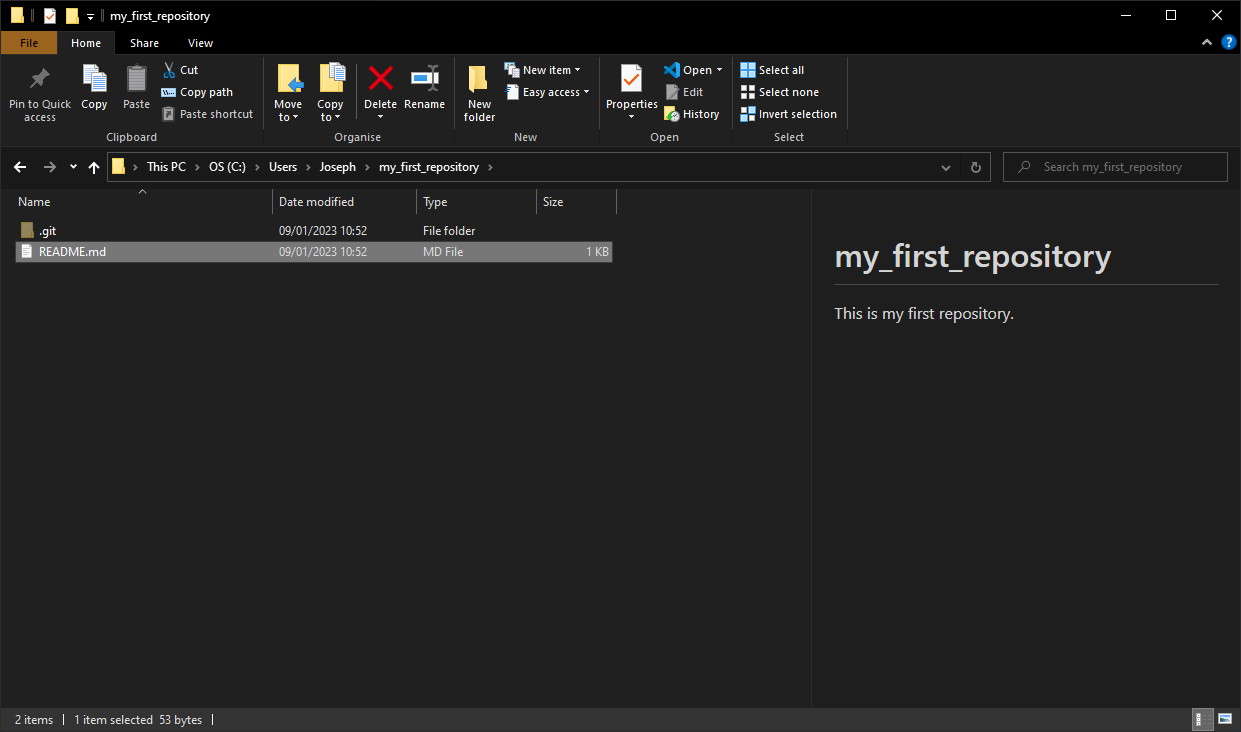 my_first_repository
File Home Share View
Pin to Quick access
Copy
Paste
Cut
Copy path
Paste shortcut
Move to
Copy to
Delete
Rename
New folder
New item
Easy access
Properties
Open
Edit
History
Select all
Select none
Invert selection
Clipboard Organise New Open Select
This PC OS (C:) Users Joseph my_first_repository
Search my_first_repository
Name Date modified Type Size
.git 09/01/2023 10:52 File folder
README.md 09/01/2023 10:52 MD File 1 KB
my_first_repository
This is my first repository.
2 items 1 item selected 53 bytes